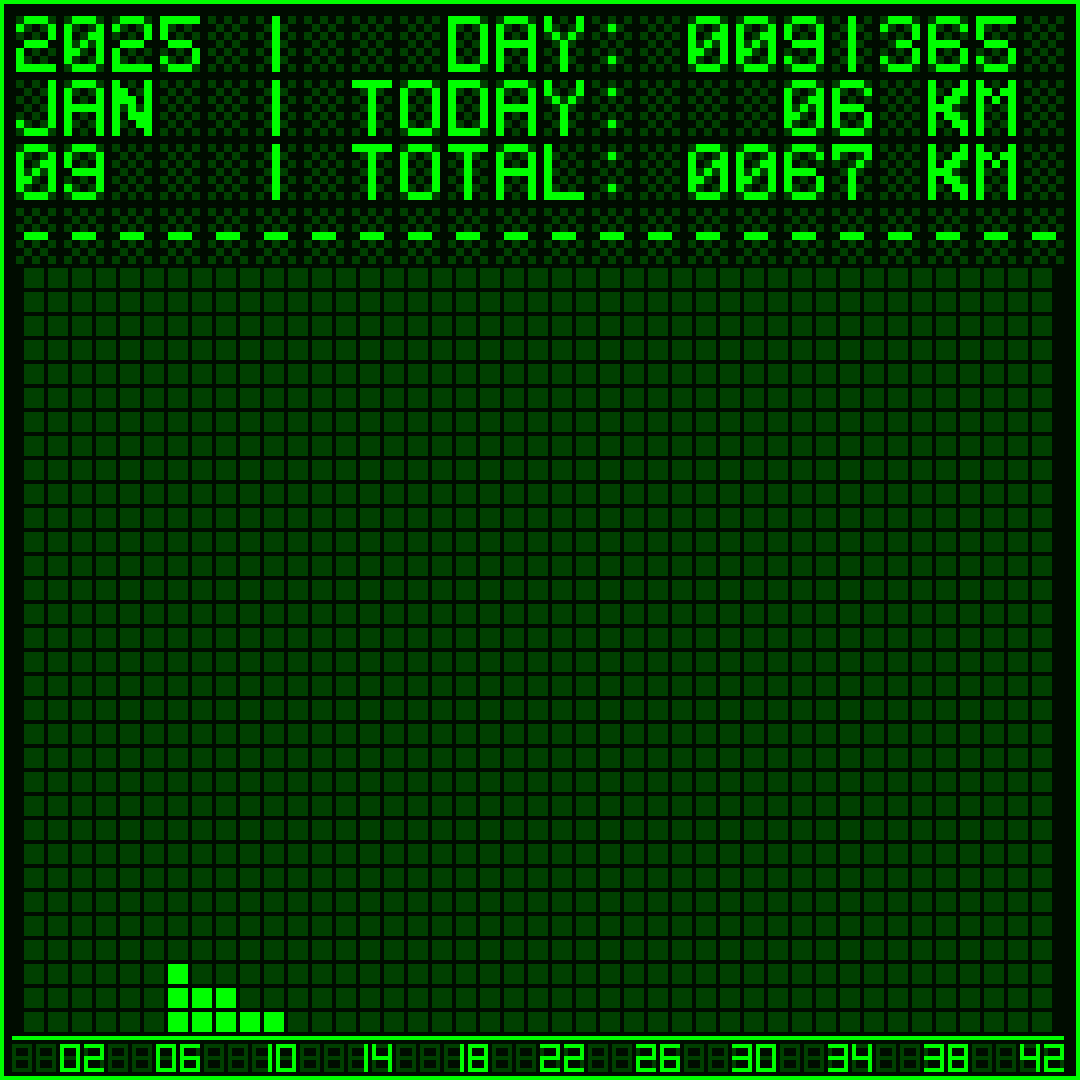 2025 | DAY: 009|365
JAN | TODAY: 06 KM
09 | TOTAL: 0067 KM
- - - - - - - - - - - - - - - - - - - - - -
02 06 10 14 18 22 26 30 34 38 42